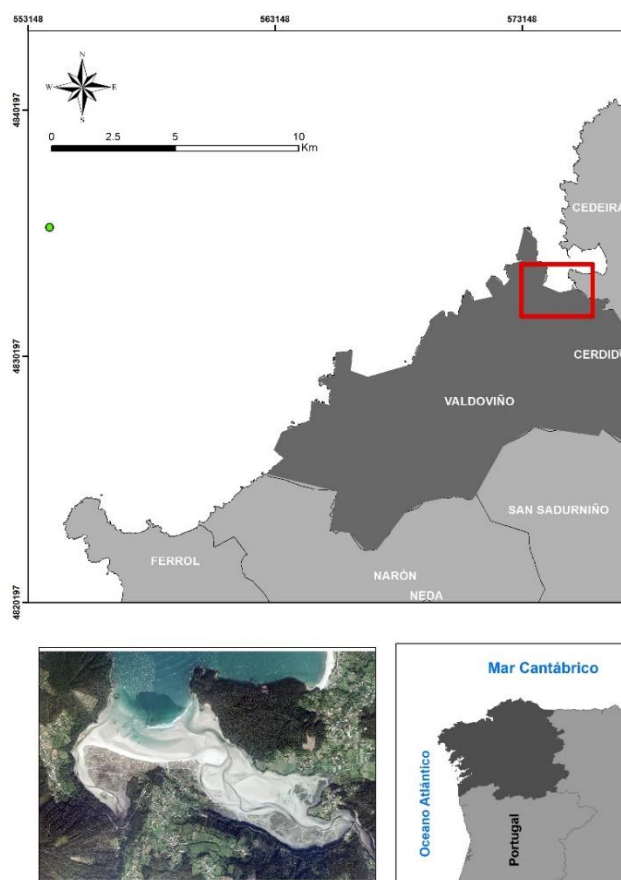 553148
563148
573148
N
W E
S
4840197
0 2.5 5 10
Km
CEDEIRA
4830197
CERDID
VALDOVIÑO
SAN SADURNIÑO
FERROL
NARÓN
NEDA
4820197
Mar Cantábrico
Oceano Atlántico
Portugal